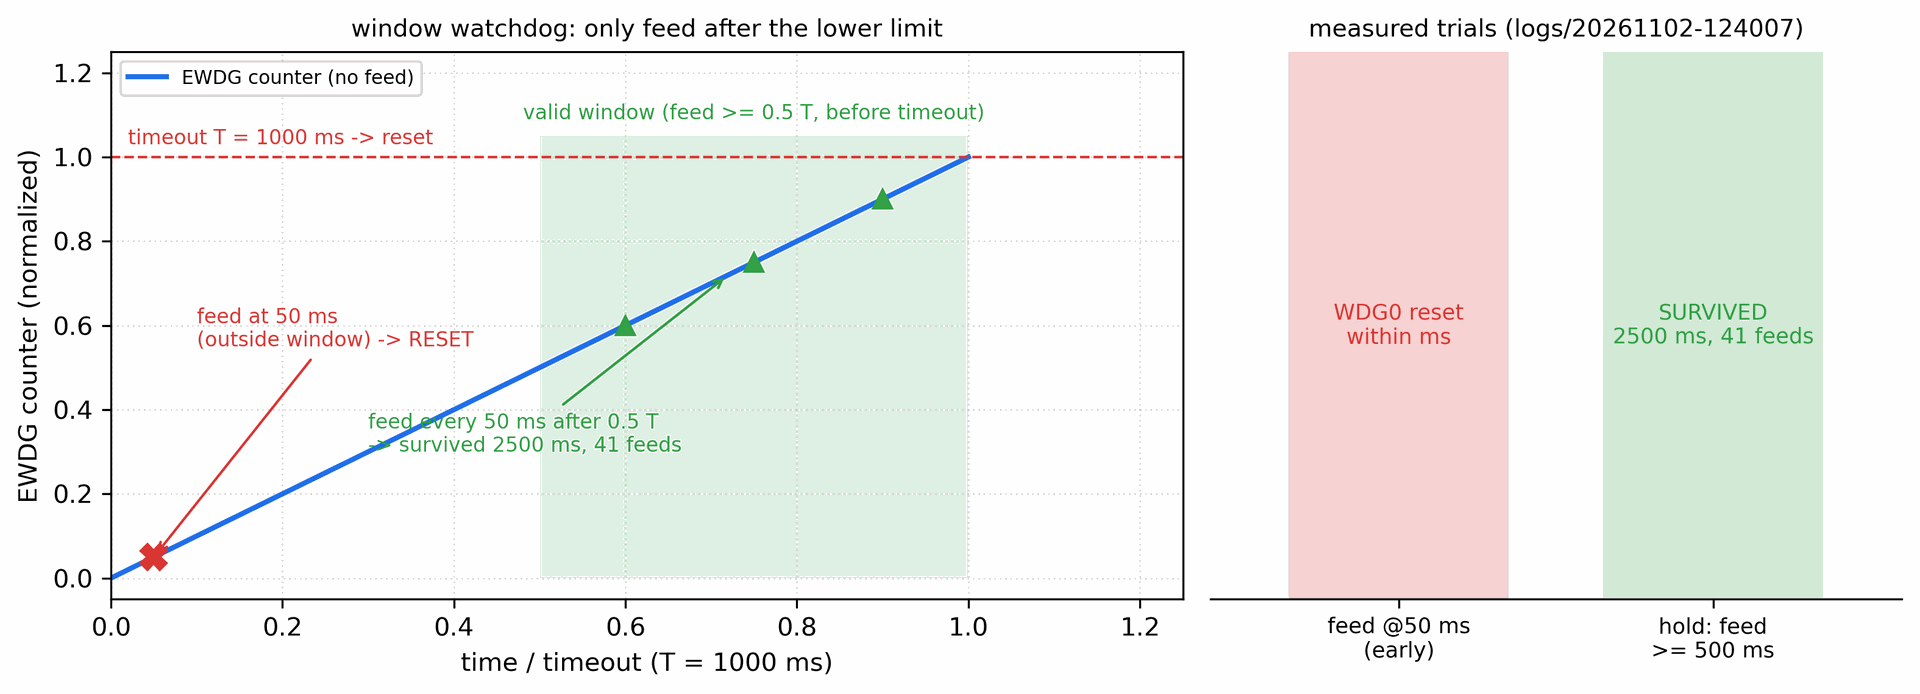 window watchdog: only feed after the lower limit
EWDG counter (no feed)
valid window (feed >= 0.5 T, before timeout)
timeout T = 1000 ms -> reset
feed at 50 ms
(outside window) -> RESET
feed every 50 ms after 0.5 T
-> survived 2500 ms, 41 feeds
EWDG counter (normalized)
1.2
1.0
0.8
0.6
0.4
0.2
0.0
0.0 0.2 0.4 0.6 0.8 1.0 1.2
time / timeout (T = 1000 ms)
measured trials (logs/20261102-124007)
WDG0 reset
within ms
SURVIVED
2500 ms, 41 feeds
feed @50 ms
(early)
hold: feed
>= 500 ms